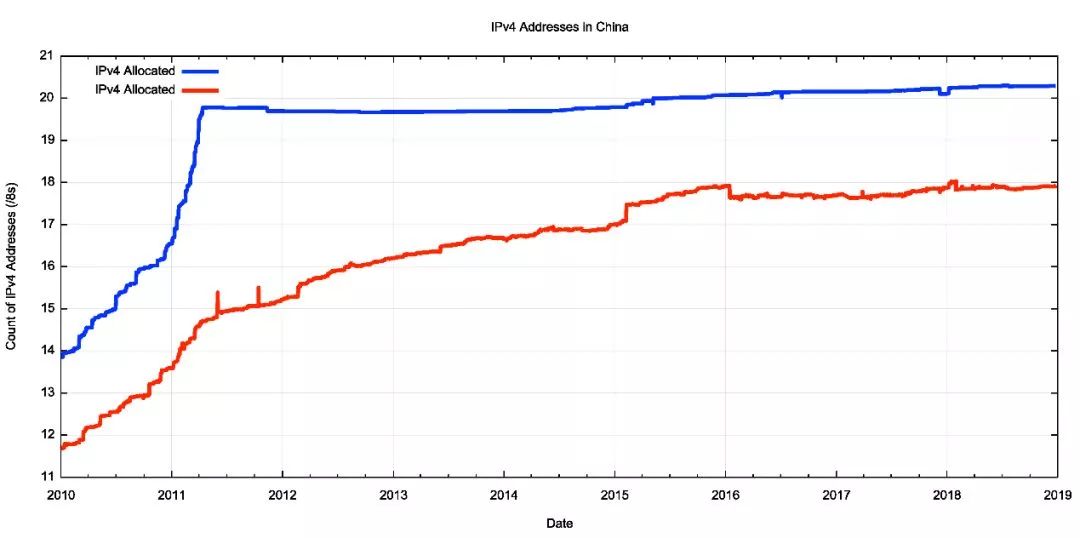 IPv4 Addresses in China
IPv4 Allocated
IPv4 Allocated
21
20
19
18
17
16
15
14
13
12
11
Count of IPv4 Addresses (/8s)
2010 2011 2012 2013 2014 2015 2016 2017 2018 2019
Date